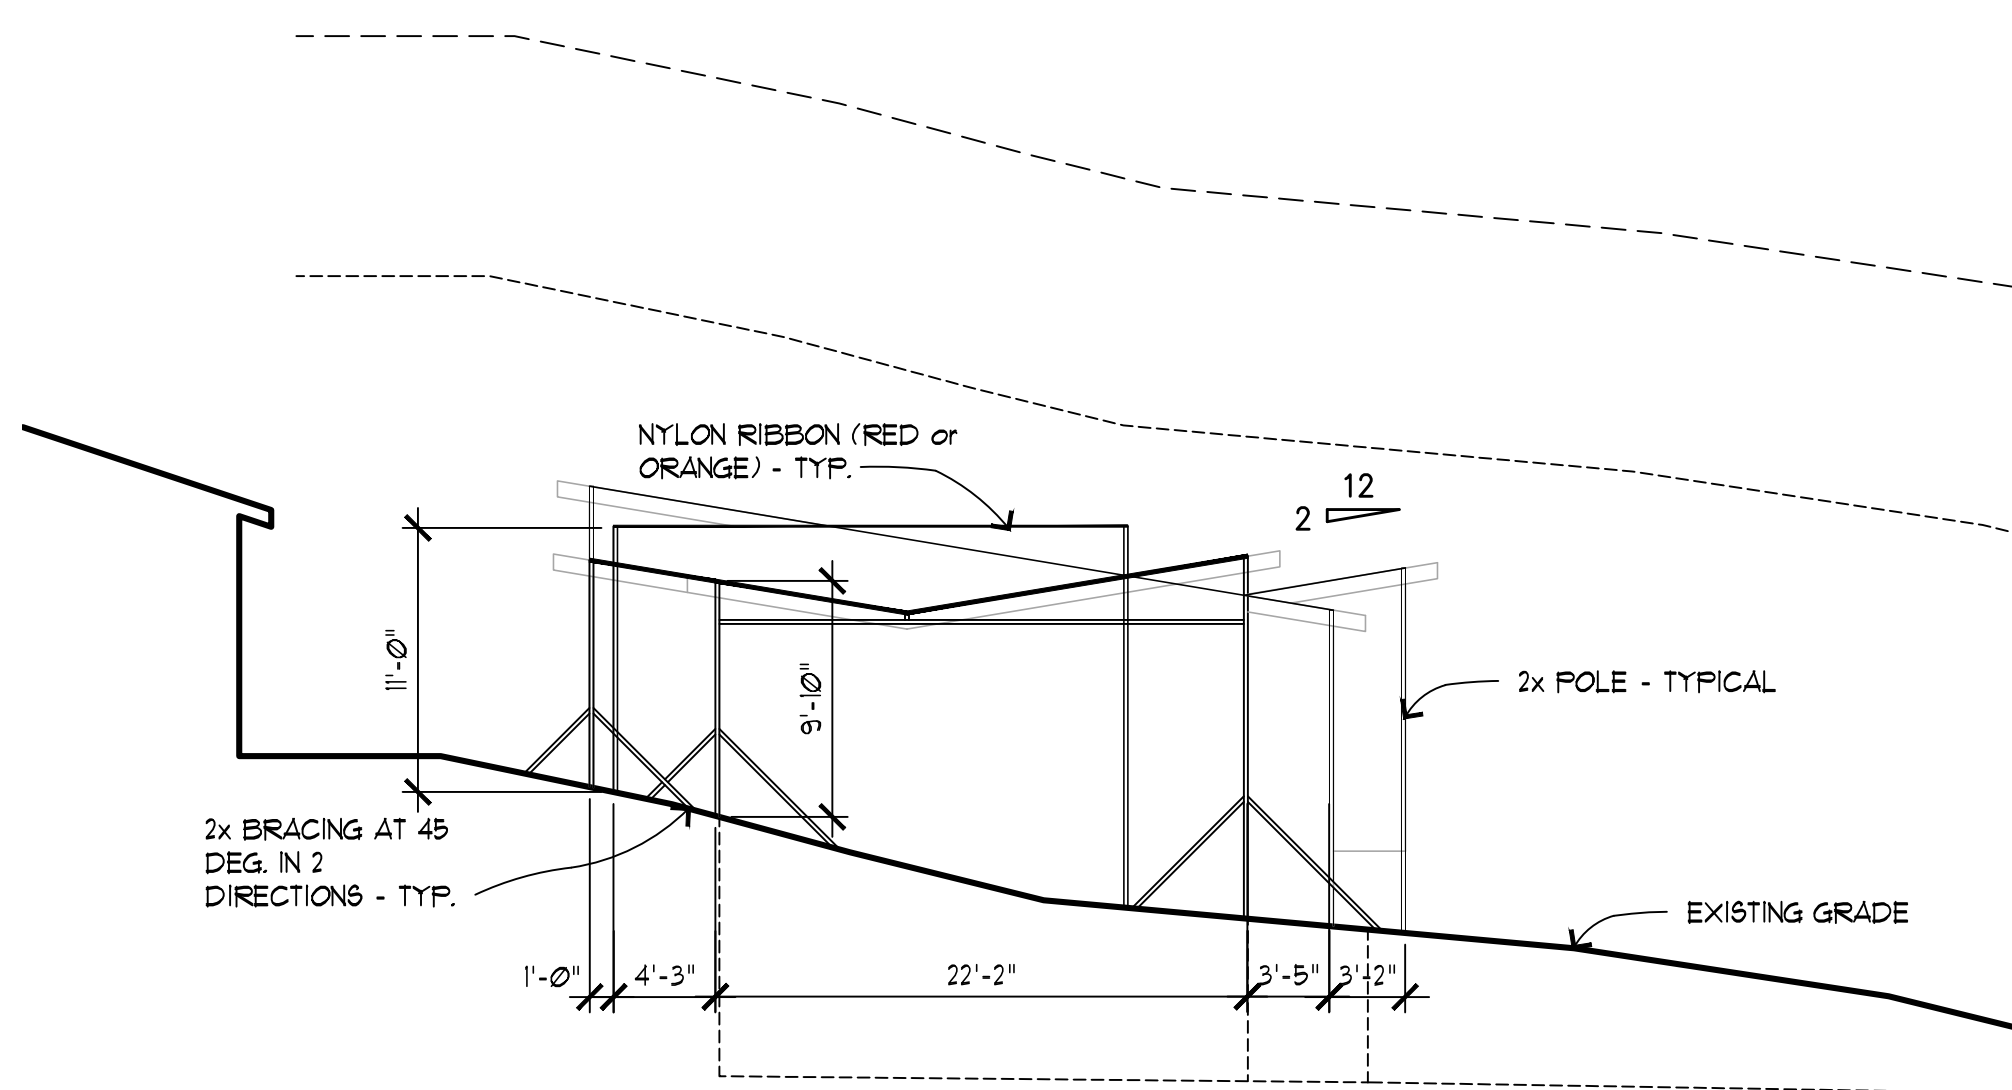 NYLON RIBBON (RED or
ORANGE) - TYP.
12
2
11'-0"
9'-10"
2x POLE - TYPICAL
2x BRACING AT 45
DEG. IN 2
DIRECTIONS - TYP.
EXISTING GRADE
1'-0"
4'-3"
22'-2"
3'-5"
3'-2"